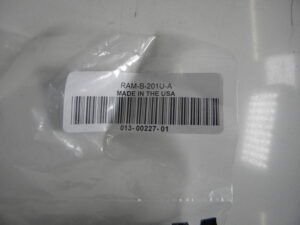 RAM-B-201U-A
MADE IN THE USA
013-00227-01